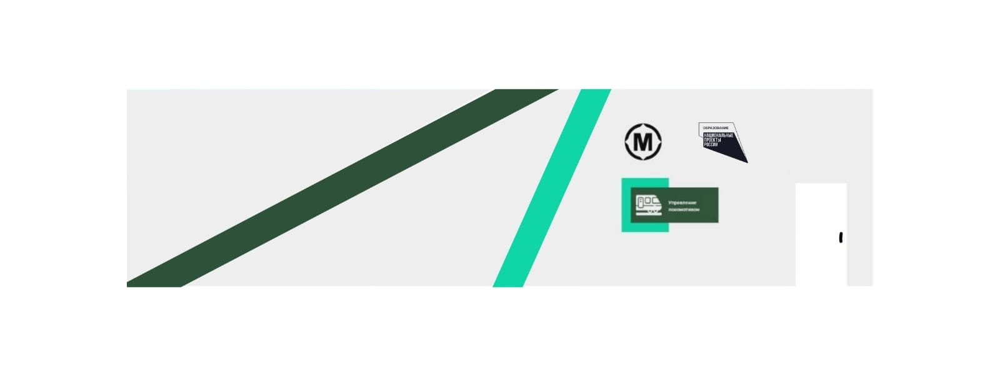 М
ОБРАЗОВАНИЕ
НАЦИОНАЛЬНЫЕ
ПРОЕКТЫ
РОССИИ
Управление
локомотивом